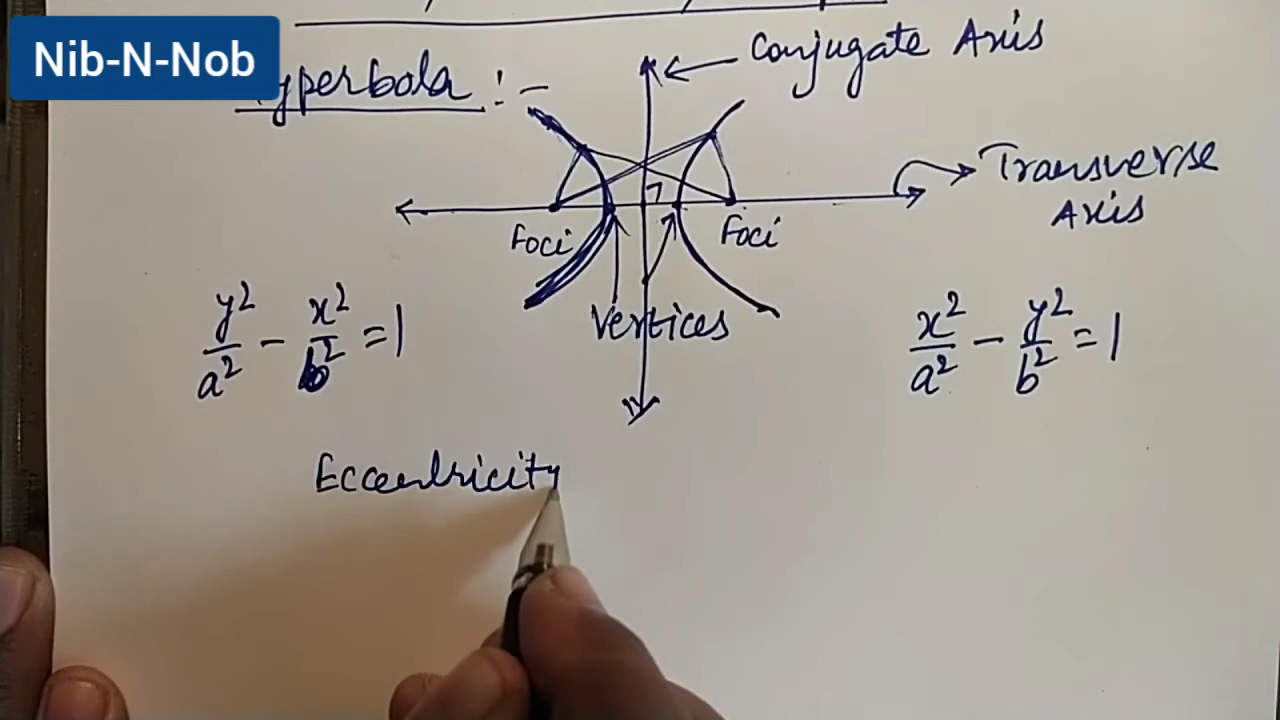 Nib-N-Nob
Hyperbola :-
Conjugate Axis
Transverse
Axis
Foci
Foci
Vertices
y²/a² - x²/b² = 1
x²/a² - y²/b² = 1
Eccentricity